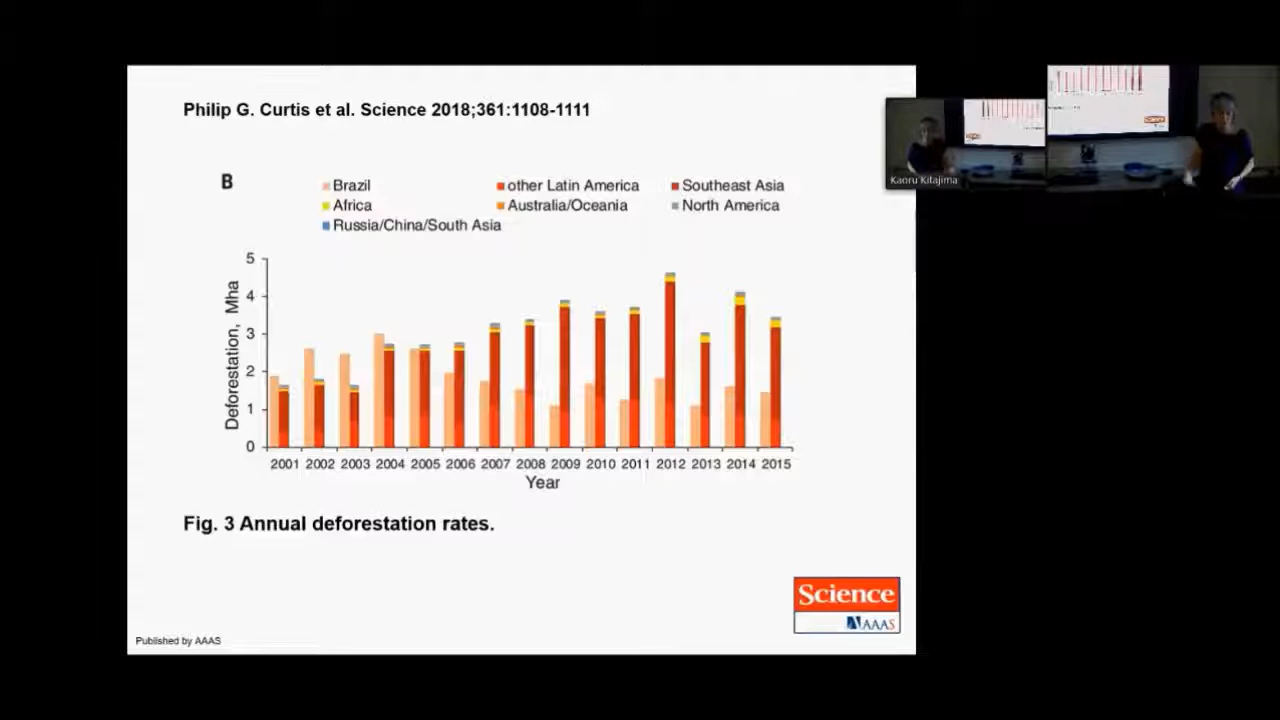 Philip G. Curtis et al. Science 2018;361:1108-1111
B
Brazil other Latin America Southeast Asia
Africa Australia/Oceania North America
Russia/China/South Asia
5
4
3
2
1
0
Deforestation, Mha
2001 2002 2003 2004 2005 2006 2007 2008 2009 2010 2011 2012 2013 2014 2015
Year
Fig. 3 Annual deforestation rates.
Science
AAAS
Published by AAAS
Kaoru Kitajima